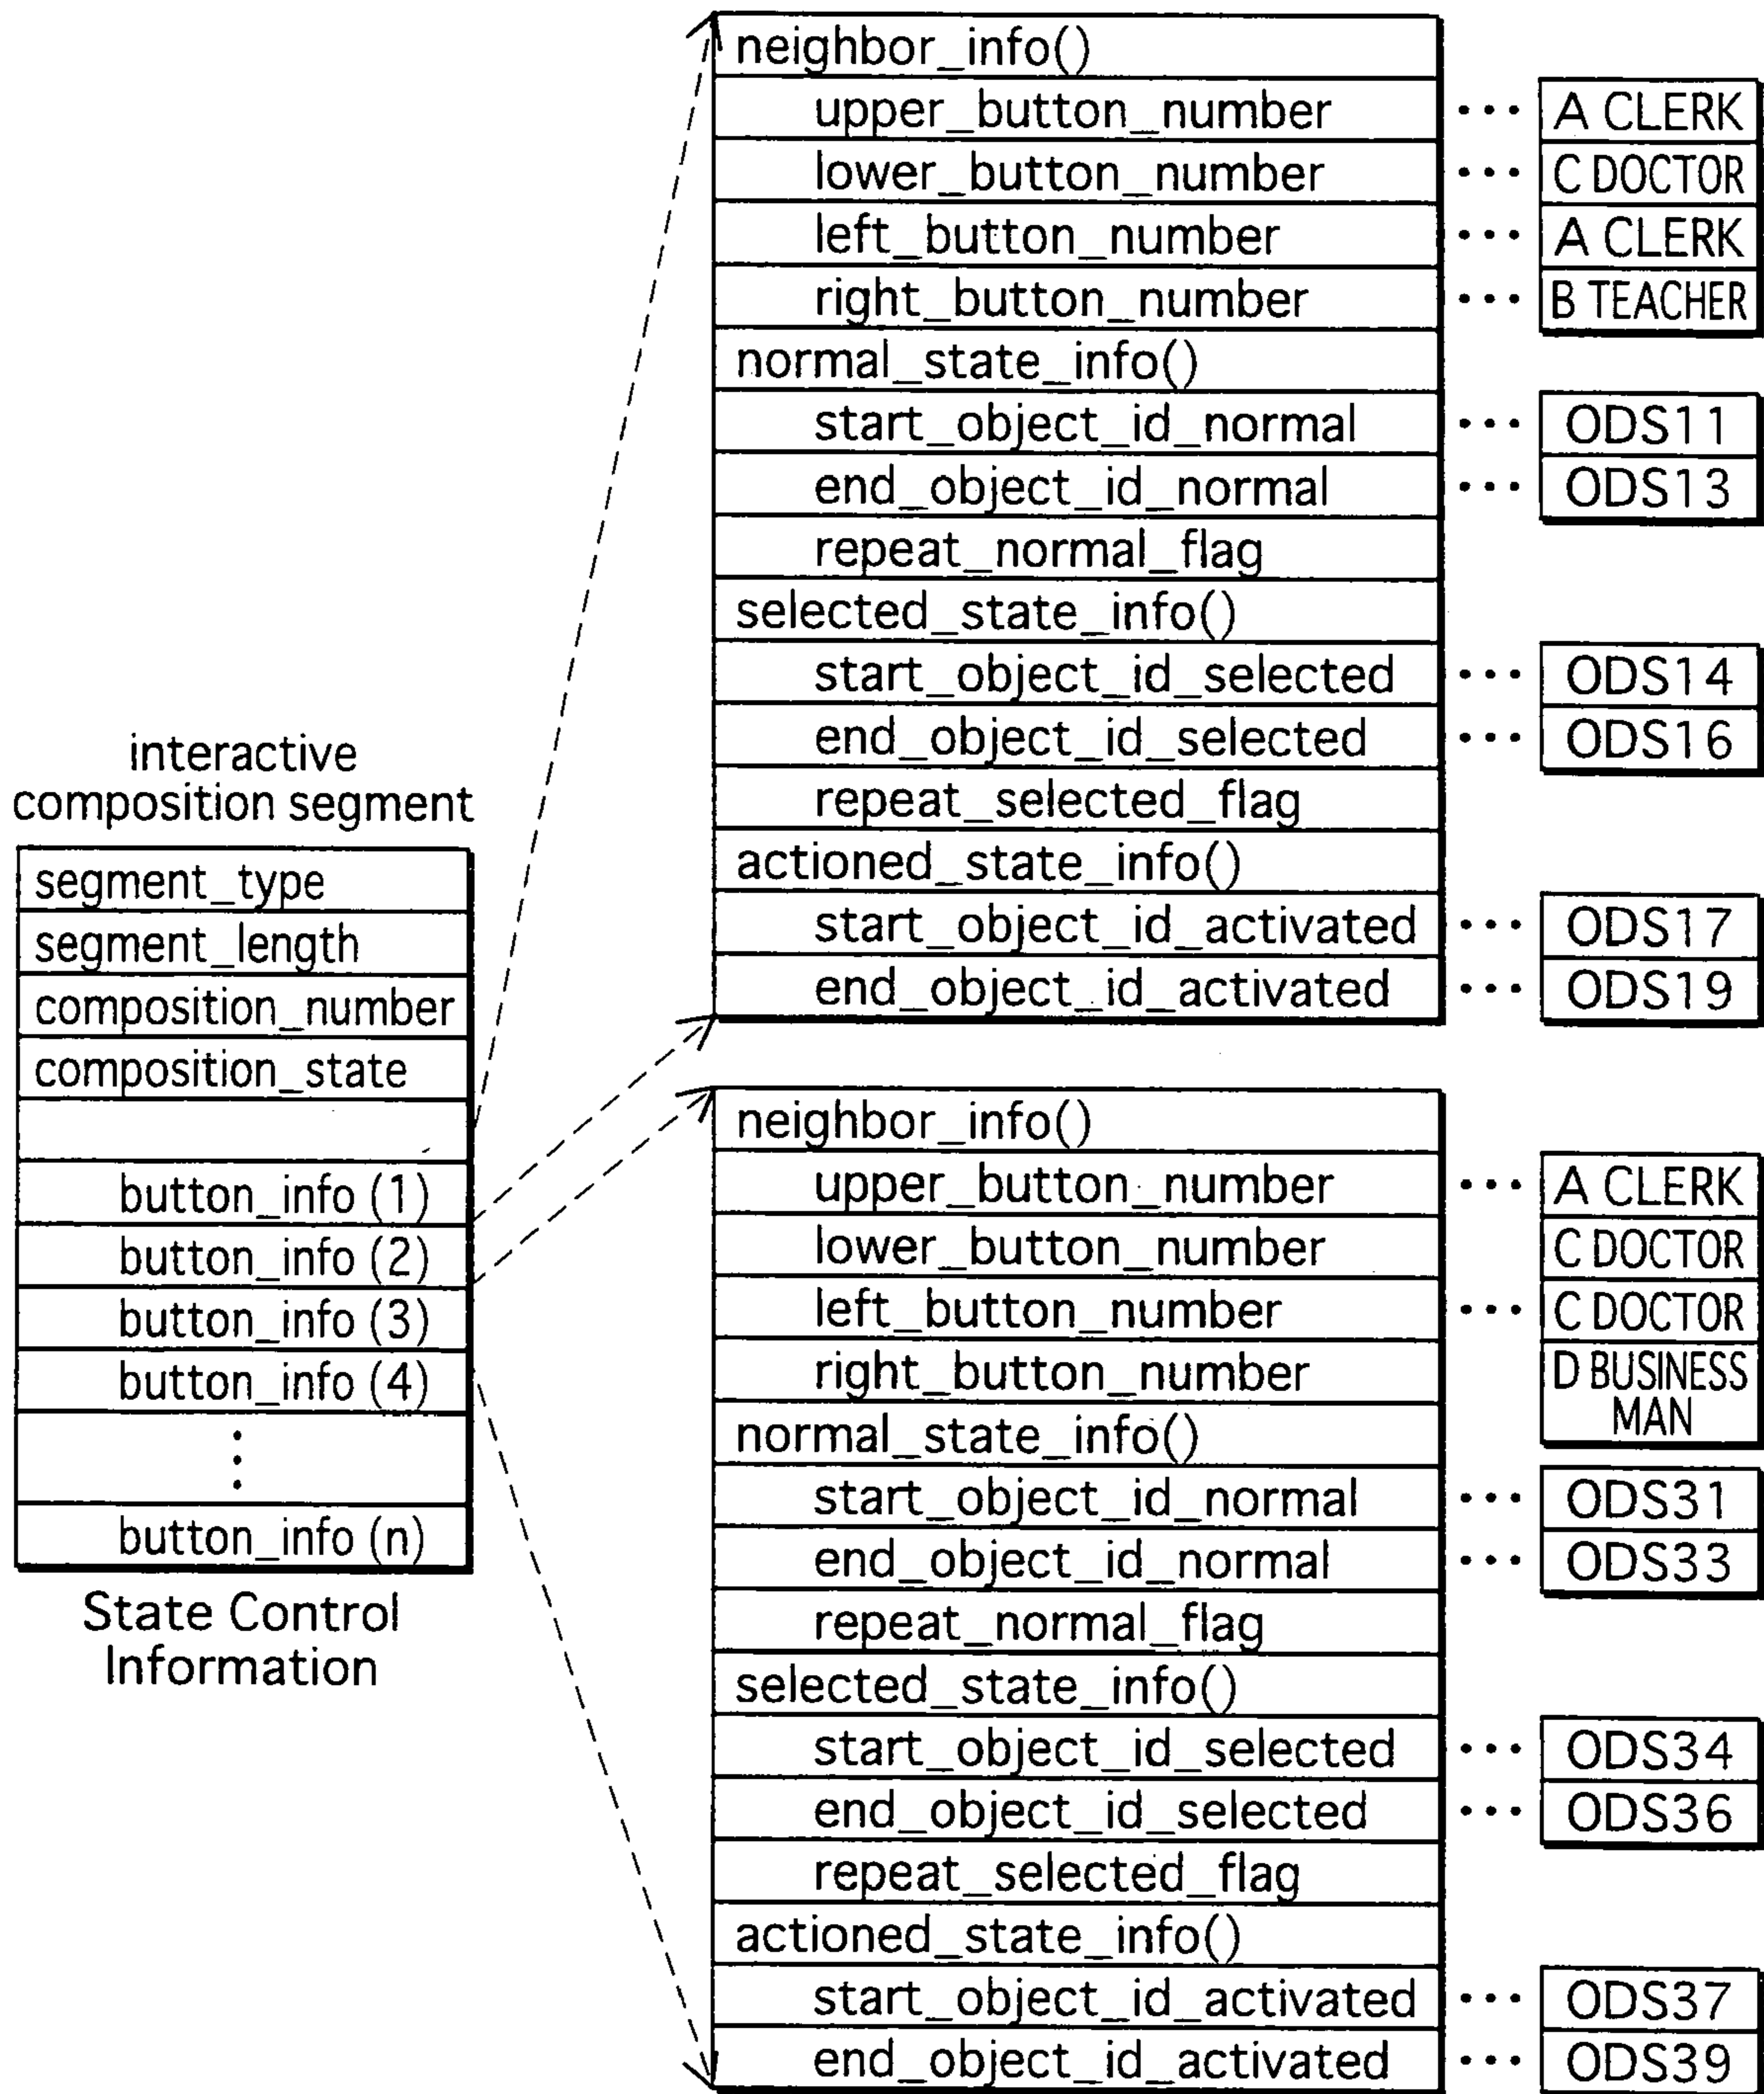 interactive
composition segment
segment_type
segment_length
composition_number
composition_state
button_info (1)
button_info (2)
button_info (3)
button_info (4)
⋮
button_info (n)
State Control
Information
neighbor_info()
upper_button_number ••• A CLERK
lower_button_number ••• C DOCTOR
left_button_number ••• A CLERK
right_button_number ••• B TEACHER
normal_state_info()
start_object_id_normal ••• ODS11
end_object_id_normal ••• ODS13
repeat_normal_flag
selected_state_info()
start_object_id_selected ••• ODS14
end_object_id_selected ••• ODS16
repeat_selected_flag
actioned_state_info()
start_object_id_activated ••• ODS17
end_object_id_activated ••• ODS19
neighbor_info()
upper_button_number ••• A CLERK
lower_button_number C DOCTOR
left_button_number ••• C DOCTOR
right_button_number D BUSINESS
MAN
normal_state_info()
start_object_id_normal ••• ODS31
end_object_id_normal ••• ODS33
repeat_normal_flag
selected_state_info()
start_object_id_selected ••• ODS34
end_object_id_selected ••• ODS36
repeat_selected_flag
actioned_state_info()
start_object_id_activated ••• ODS37
end_object_id_activated ••• ODS39